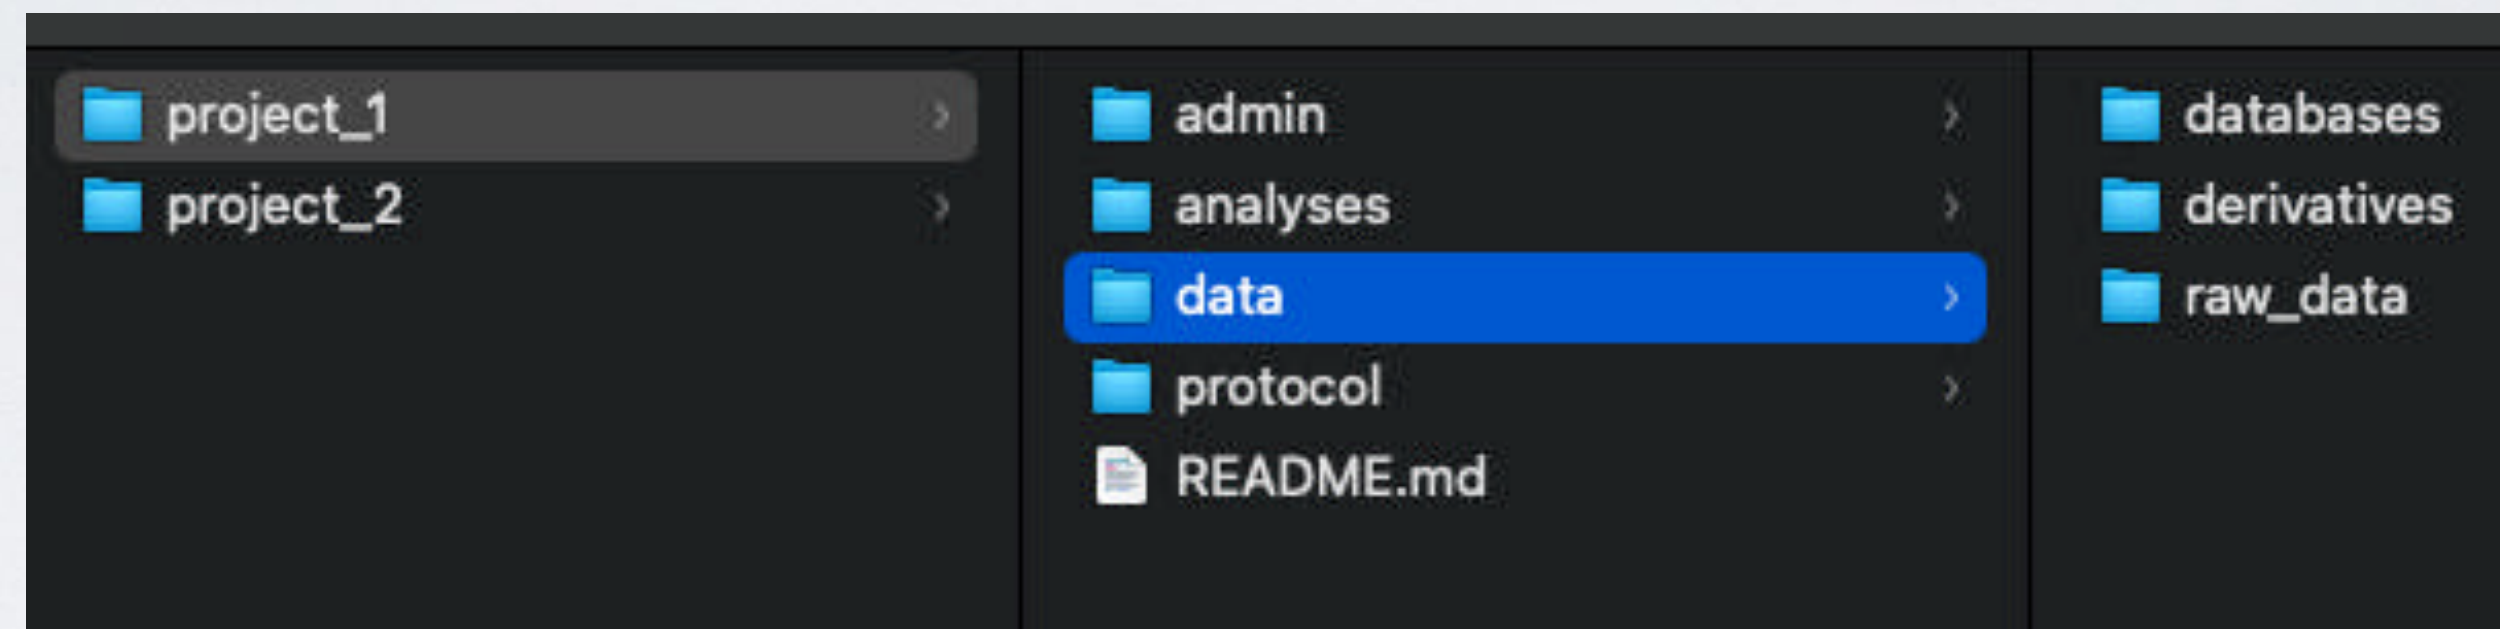 project_1
project_2
admin
analyses
data
protocol
README.md
databases
derivatives
raw_data